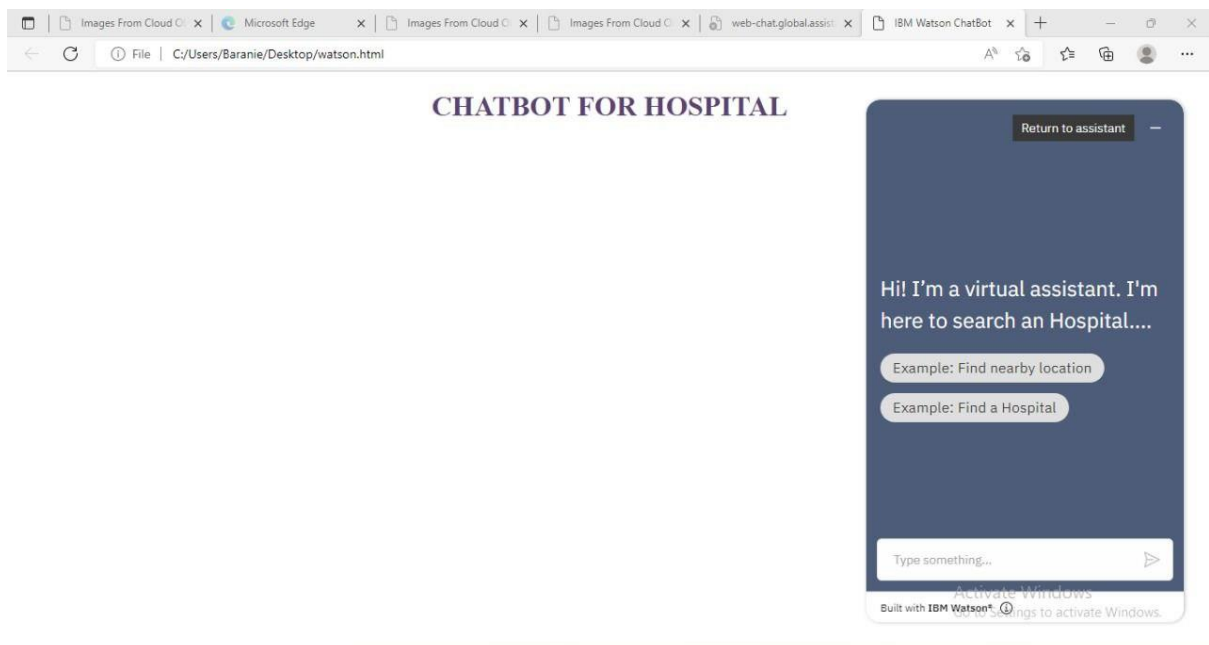 Images From Cloud O
Microsoft Edge
Images From Cloud O
Images From Cloud O
web-chat.global.assist
IBM Watson ChatBot
File | C:/Users/Baranie/Desktop/watson.html
CHATBOT FOR HOSPITAL
Return to assistant
Hi! I’m a virtual assistant. I'm
here to search an Hospital....
Example: Find nearby location
Example: Find a Hospital
Type something...
Activate Windows
Built with IBM Watson®
Go to Settings to activate Windows.